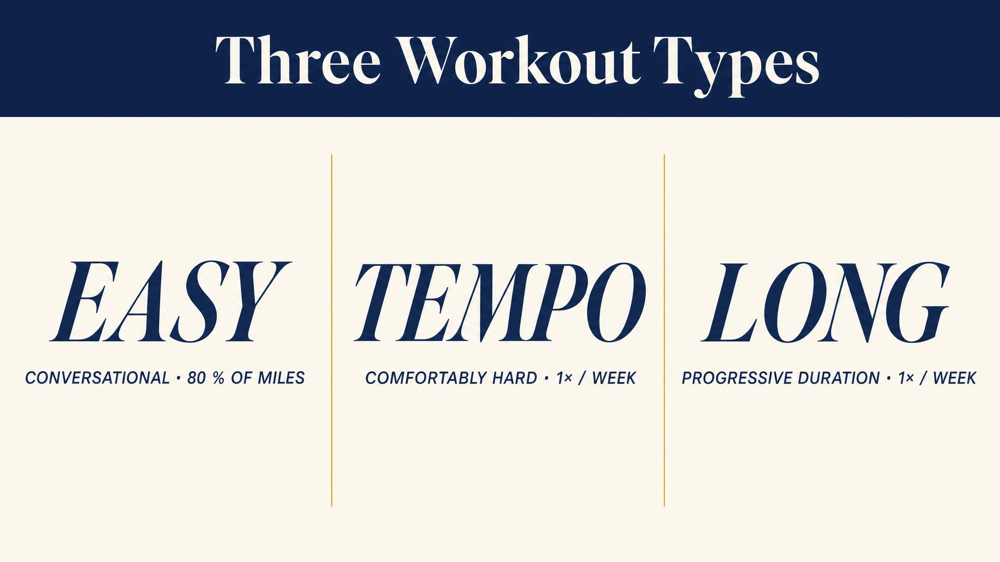 Three Workout Types
EASY
CONVERSATIONAL • 80 % OF MILES
TEMPO
COMFORTABLY HARD • 1× / WEEK
LONG
PROGRESSIVE DURATION • 1× / WEEK